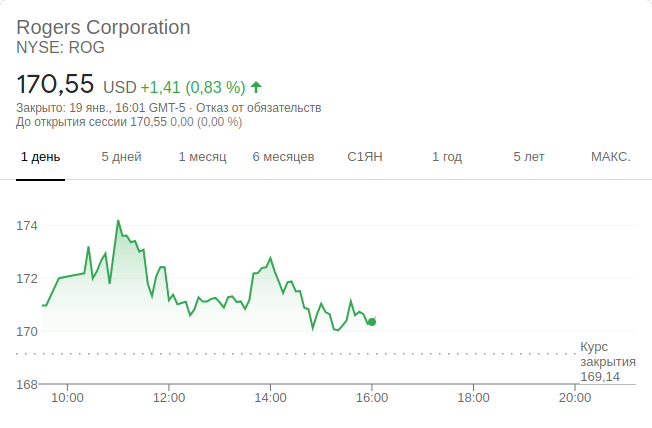 Rogers Corporation
NYSE: ROG
170,55 USD +1,41 (0,83 %)
Закрыто: 19 янв., 16:01 GMT-5 · Отказ от обязательств
До открытия сессии 170,55 0,00 (0,00 %)
1 день 5 дней 1 месяц 6 месяцев С1ЯН 1 год 5 лет МАКС.
174
172
170
Курс
закрытия
169,14
168
10:00 12:00 14:00 16:00 18:00 20:00